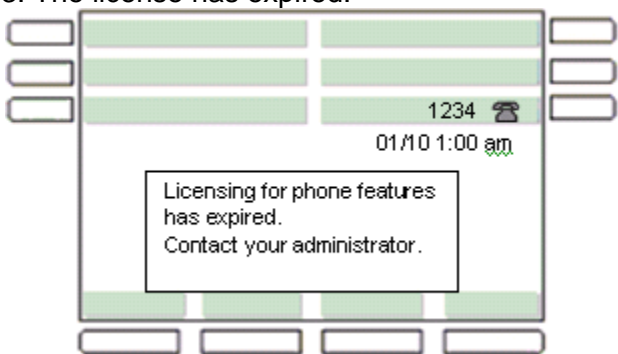 The license has expired.
1234
01/10 1:00 am
Licensing for phone features
has expired.
Contact your administrator.